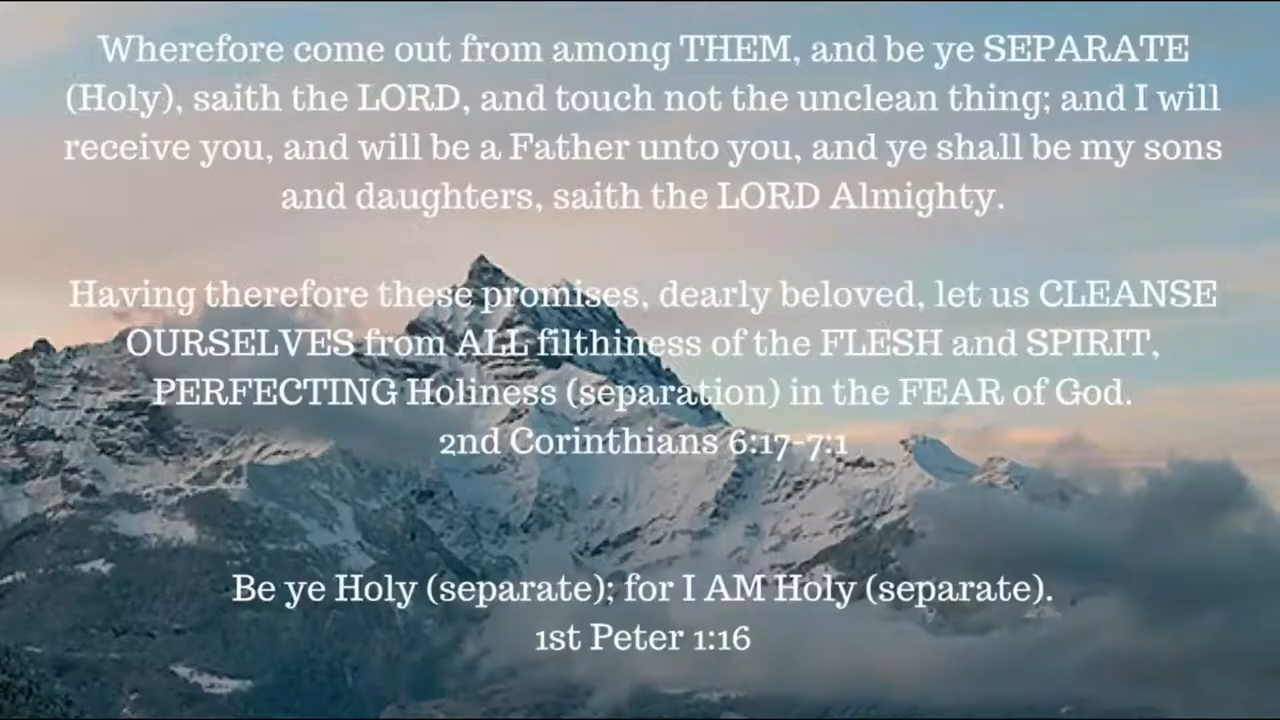 Wherefore come out from among THEM, and be ye SEPARATE
(Holy), saith the LORD, and touch not the unclean thing; and I will
receive you, and will be a Father unto you, and ye shall be my sons
and daughters, saith the LORD Almighty.
Having therefore these promises, dearly beloved, let us CLEANSE
OURSELVES from ALL filthiness of the FLESH and SPIRIT,
PERFECTING Holiness (separation) in the FEAR of God.
2nd Corinthians 6:17-7:1
Be ye Holy (separate); for I AM Holy (separate).
1st Peter 1:16